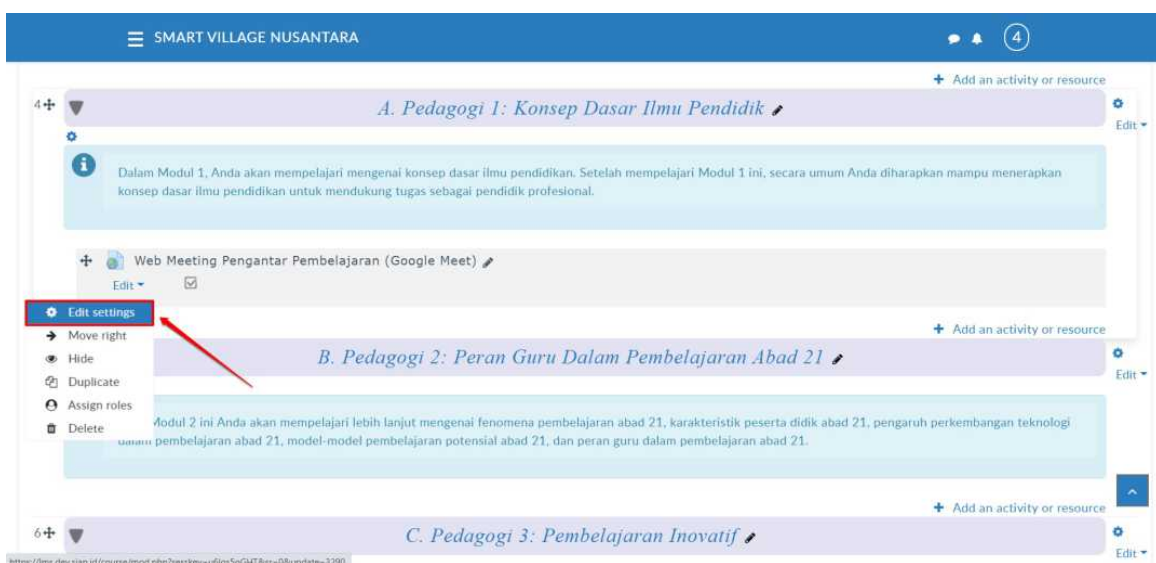 SMART VILLAGE NUSANTARA
4
Add an activity or resource
4
A. Pedagogi 1: Konsep Dasar Ilmu Pendidik
Edit
Dalam Modul 1, Anda akan mempelajari mengenai konsep dasar ilmu pendidikan. Setelah mempelajari Modul 1 ini, secara umum Anda diharapkan mampu menerapkan
konsep dasar ilmu pendidikan untuk mendukung tugas sebagai pendidik profesional.
Web Meeting Pengantar Pembelajaran (Google Meet)
Edit
Edit settings
Move right
Hide
Duplicate
Assign roles
Delete
Add an activity or resource
B. Pedagogi 2: Peran Guru Dalam Pembelajaran Abad 21
Edit
Modul 2 ini Anda akan mempelajari lebih lanjut mengenai fenomena pembelajaran abad 21, karakteristik peserta didik abad 21, pengaruh perkembangan teknologi
dalam pembelajaran abad 21, model-model pembelajaran potensial abad 21, dan peran guru dalam pembelajaran abad 21.
Add an activity or resource
6
C. Pedagogi 3: Pembelajaran Inovatif
Edit